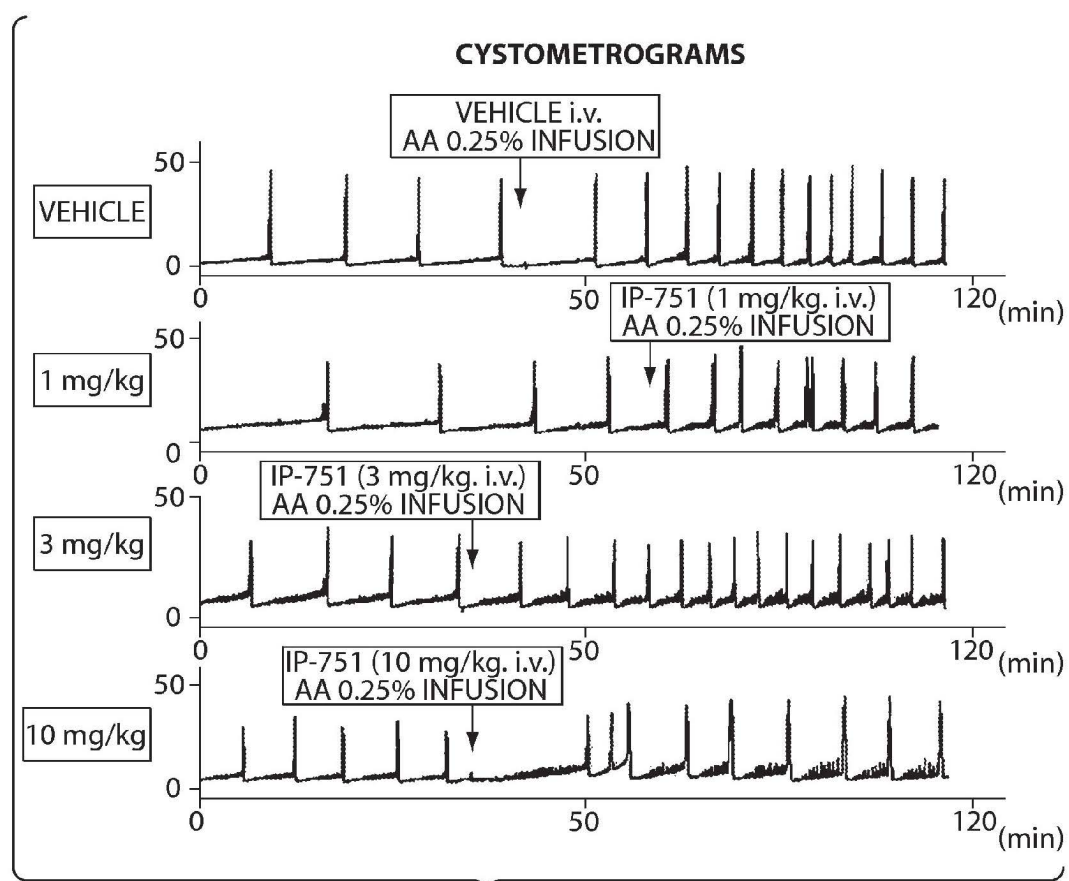 CYSTOMETROGRAMS
VEHICLE i.v.
AA 0.25% INFUSION
50
VEHICLE
0
0
50
120
(min)
IP-751 (1 mg/kg. i.v.)
AA 0.25% INFUSION
50
1 mg/kg
0
0
50
120
(min)
IP-751 (3 mg/kg. i.v.)
AA 0.25% INFUSION
50
3 mg/kg
0
0
50
120
(min)
IP-751 (10 mg/kg. i.v.)
AA 0.25% INFUSION
50
10 mg/kg
0
0
50
120
(min)